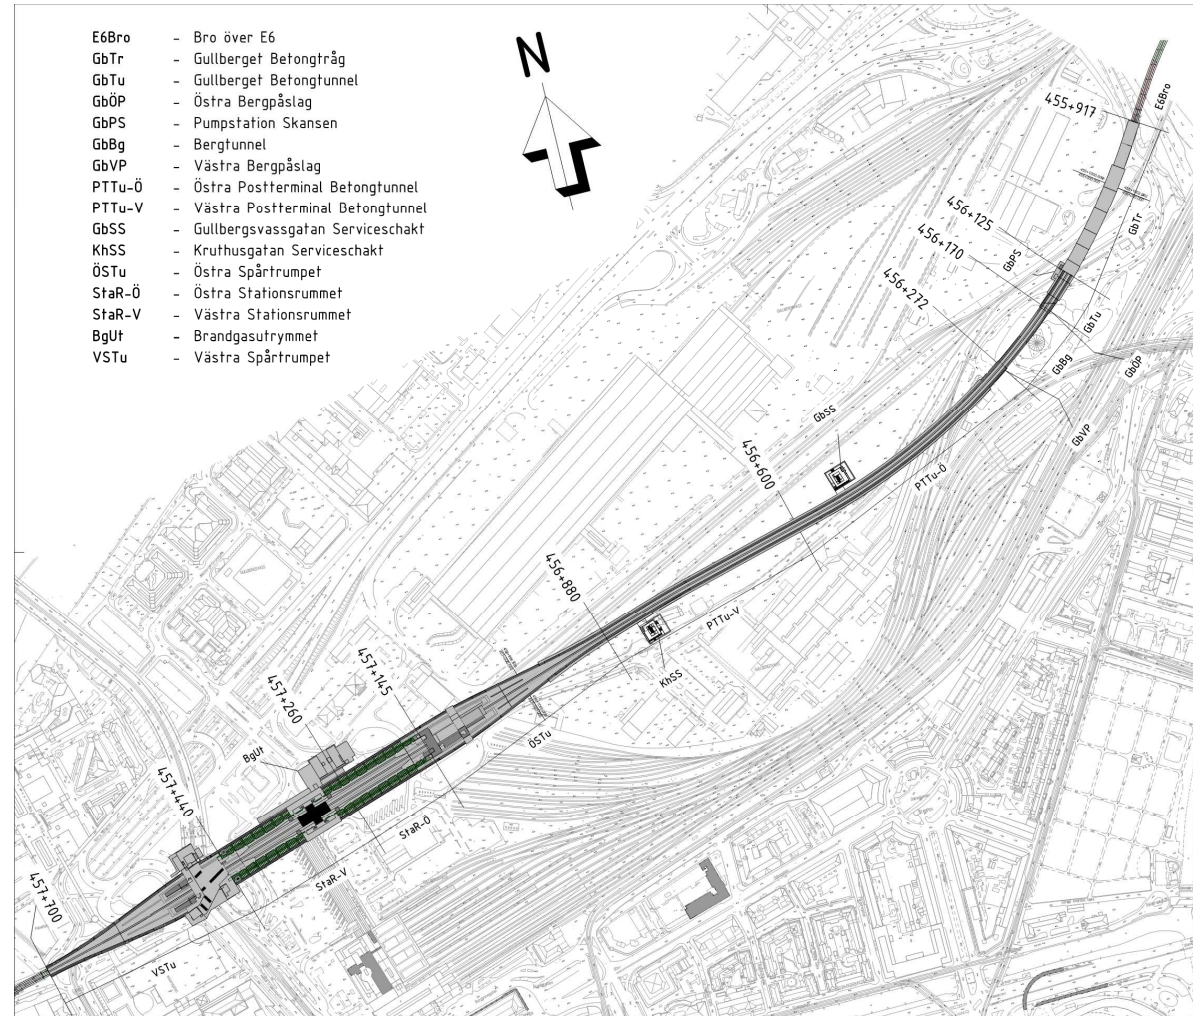 E6Bro - Bro över E6
GbTr - Gullberget Betongtråg
GbTu - Gullberget Betongtunnel
GbÖP - Östra Bergpåslag
GbPS - Pumpstation Skansen
GbBg - Bergtunnel
GbVP - Västra Bergpåslag
PTTu-Ö - Östra Postterminal Betongtunnel
PTTu-V - Västra Postterminal Betongtunnel
GbSS - Gullbergsvassgatan Serviceschakt
KhSS - Kruthusgatan Serviceschakt
ÖSTu - Östra Spårtrumpet
StaR-Ö - Östra Stationsrummet
StaR-V - Västra Stationsrummet
BgUt - Brandgasutrymmet
VSTu - Västra Spårtrumpet
N
455+917
E6Bro
GbTr
456+125
GbPS
456+170
456+272
GbTu
GbÖP
GbBg
GbVP
GbSS
456+600
PTTu-Ö
456+880
PTTu-V
KhSS
457+145
457+260
ÖSTu
BgUt
457+440
StaR-Ö
StaR-V
457+700
VSTu